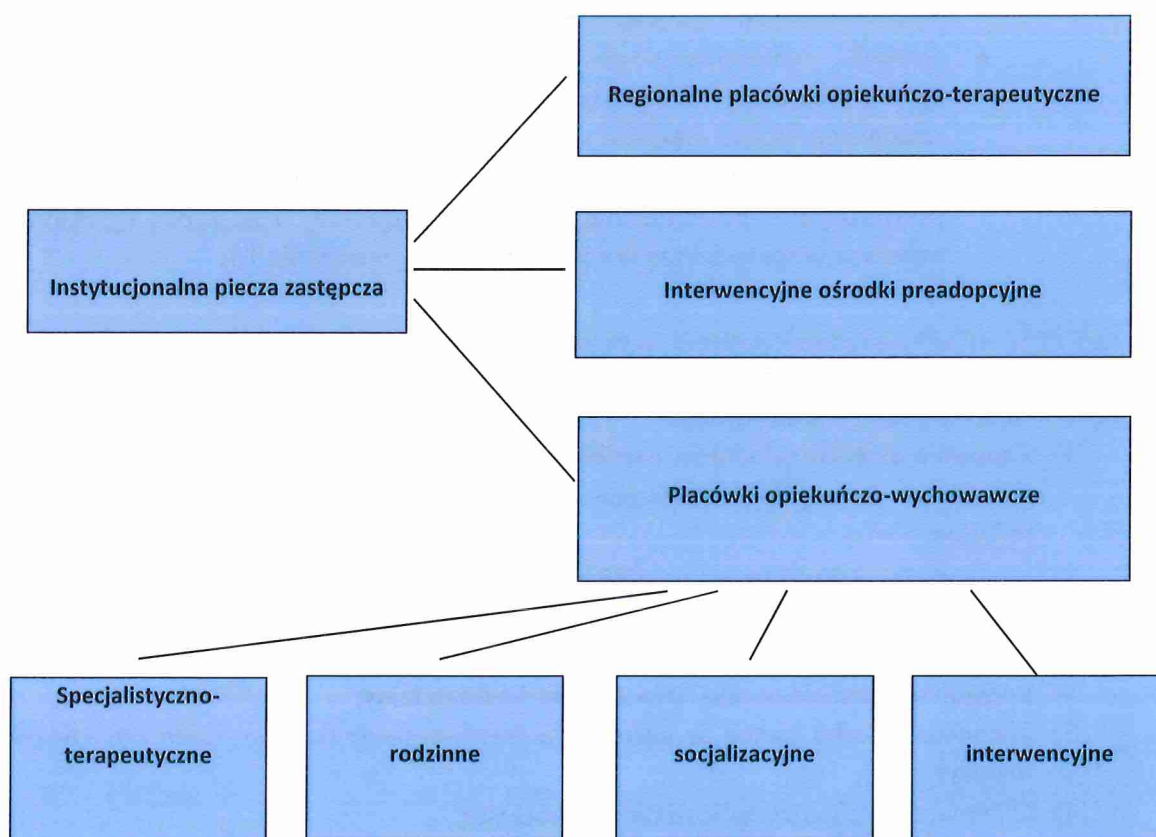 Regionalne placówki opiekuńczo-terapeutyczne
Instytucjonalna piecza zastępcza
Interwencyjne ośrodki preadopcyjne
Placówki opiekuńczo-wychowawcze
Specjalistyczno-
terapeutyczne
rodzinne
socjalizacyjne
interwencyjne